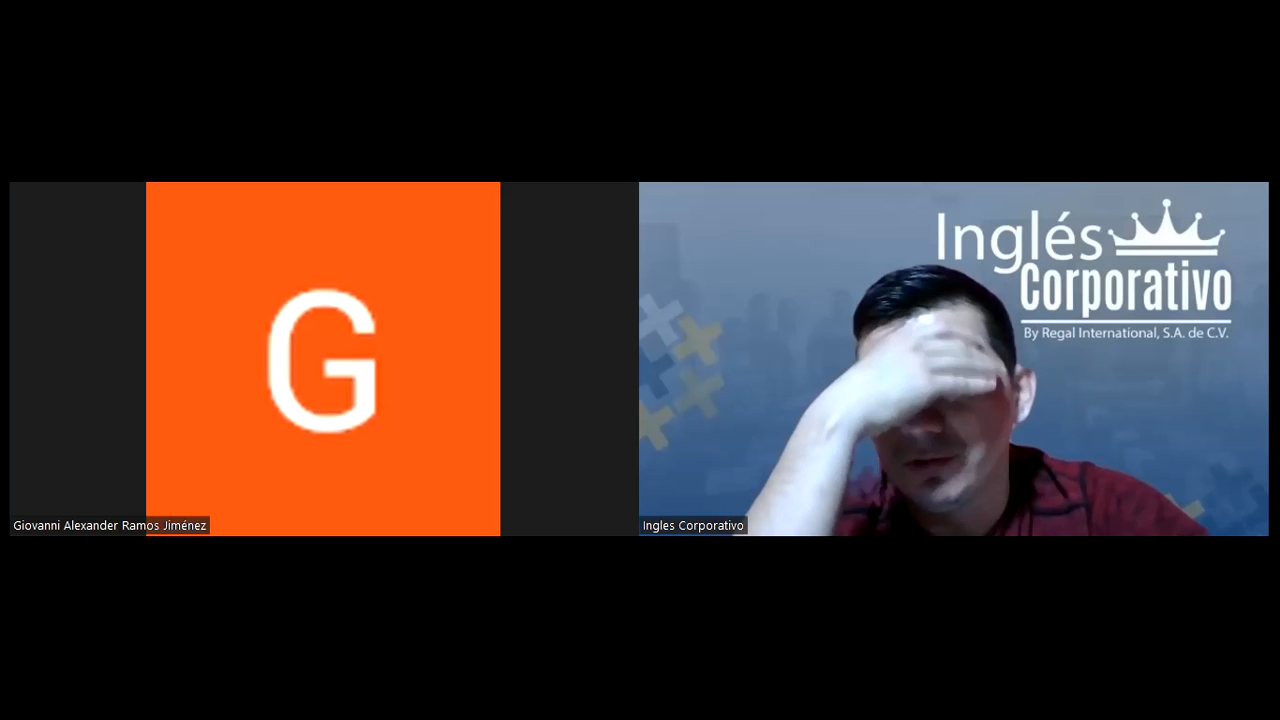 G
Giovanni Alexander Ramos Jiménez
Inglés
Corporativo
By Regal International, S.A. de C.V.
Ingles Corporativo